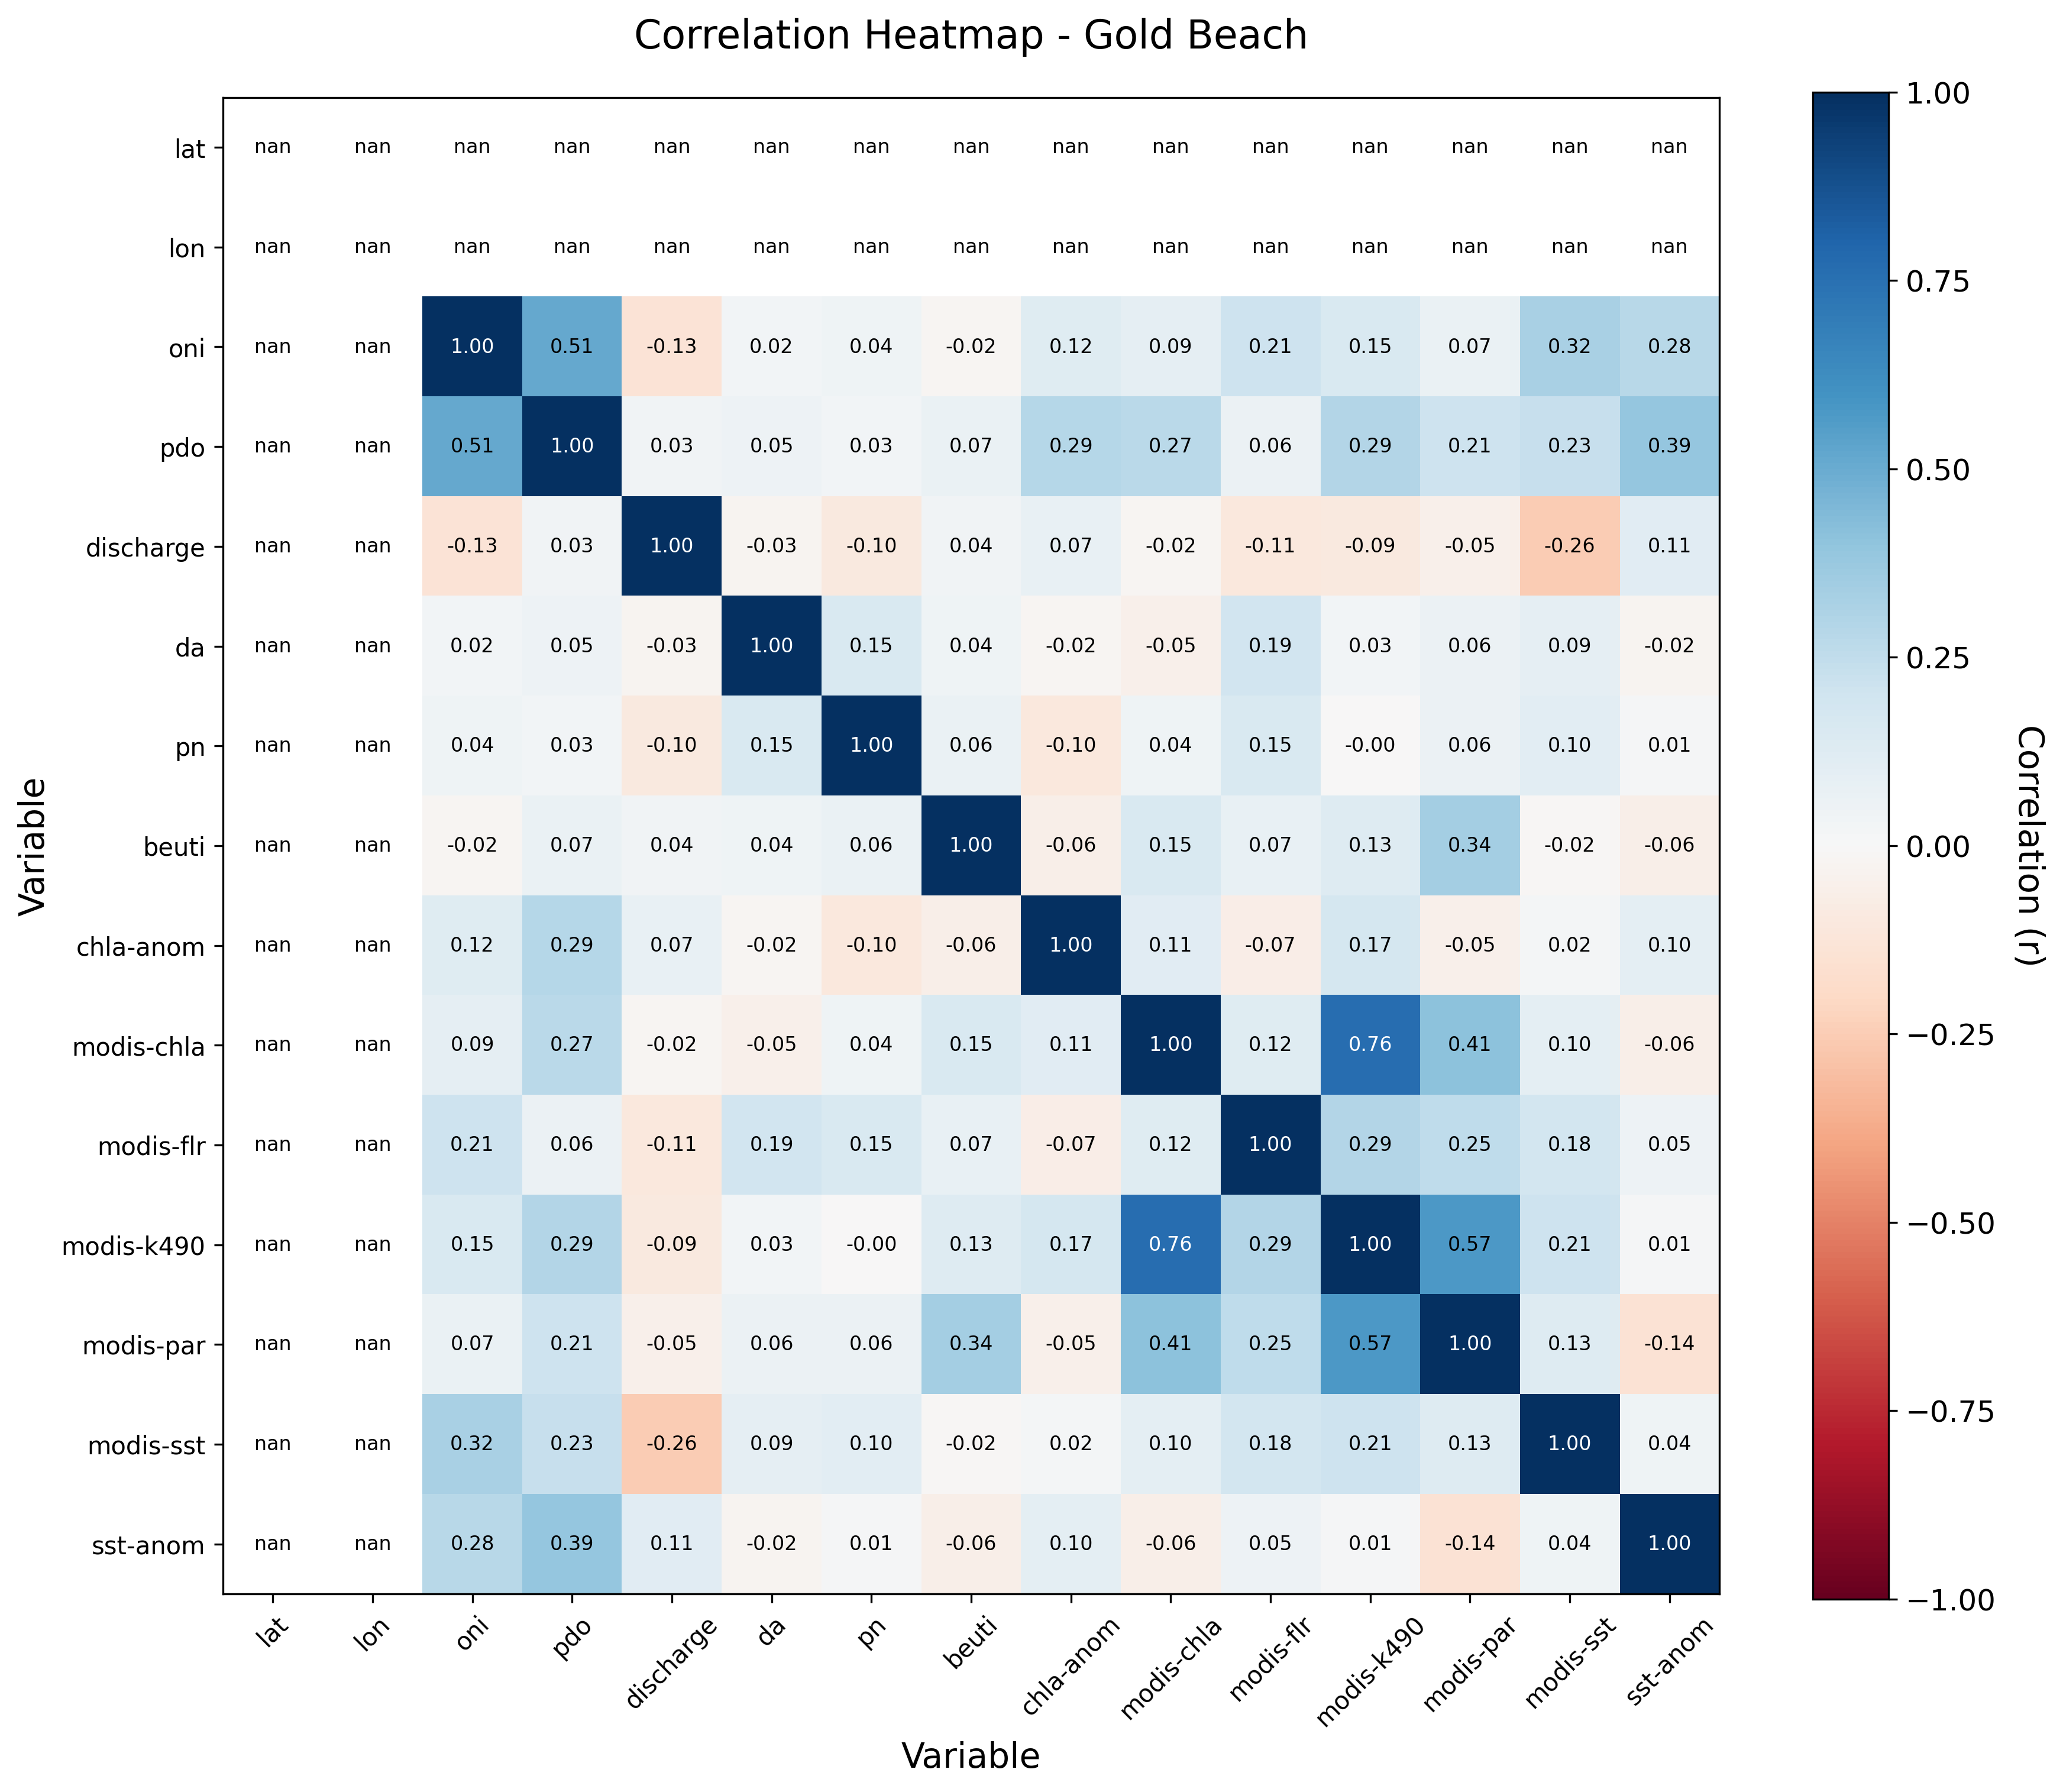 Correlation Heatmap - Gold Beach
lat nan nan nan nan nan nan nan nan nan nan nan nan nan nan nan
lon nan nan nan nan nan nan nan nan nan nan nan nan nan nan nan
oni nan nan 1.00 0.51 -0.13 0.02 0.04 -0.02 0.12 0.09 0.21 0.15 0.07 0.32 0.28
pdo nan nan 0.51 1.00 0.03 0.05 0.03 0.07 0.29 0.27 0.06 0.29 0.21 0.23 0.39
discharge nan nan -0.13 0.03 1.00 -0.03 -0.10 0.04 0.07 -0.02 -0.11 -0.09 -0.05 -0.26 0.11
da nan nan 0.02 0.05 -0.03 1.00 0.15 0.04 -0.02 -0.05 0.19 0.03 0.06 0.09 -0.02
pn nan nan 0.04 0.03 -0.10 0.15 1.00 0.06 -0.10 0.04 0.15 -0.00 0.06 0.10 0.01
beuti nan nan -0.02 0.07 0.04 0.04 0.06 1.00 -0.06 0.15 0.07 0.13 0.34 -0.02 -0.06
chla-anom nan nan 0.12 0.29 0.07 -0.02 -0.10 -0.06 1.00 0.11 -0.07 0.17 -0.05 0.02 0.10
modis-chla nan nan 0.09 0.27 -0.02 -0.05 0.04 0.15 0.11 1.00 0.12 0.76 0.41 0.10 -0.06
modis-flr nan nan 0.21 0.06 -0.11 0.19 0.15 0.07 -0.07 0.12 1.00 0.29 0.25 0.18 0.05
modis-k490 nan nan 0.15 0.29 -0.09 0.03 -0.00 0.13 0.17 0.76 0.29 1.00 0.57 0.21 0.01
modis-par nan nan 0.07 0.21 -0.05 0.06 0.06 0.34 -0.05 0.41 0.25 0.57 1.00 0.13 -0.14
modis-sst nan nan 0.32 0.23 -0.26 0.09 0.10 -0.02 0.02 0.10 0.18 0.21 0.13 1.00 0.04
sst-anom nan nan 0.28 0.39 0.11 -0.02 0.01 -0.06 0.10 -0.06 0.05 0.01 -0.14 0.04 1.00
lat lon oni pdo discharge da pn beuti chla-anom modis-chla modis-flr modis-k490 modis-par modis-sst sst-anom
Variable
Variable
1.00
0.75
0.50
0.25
0.00
−0.25
−0.50
−0.75
−1.00
Correlation (r)